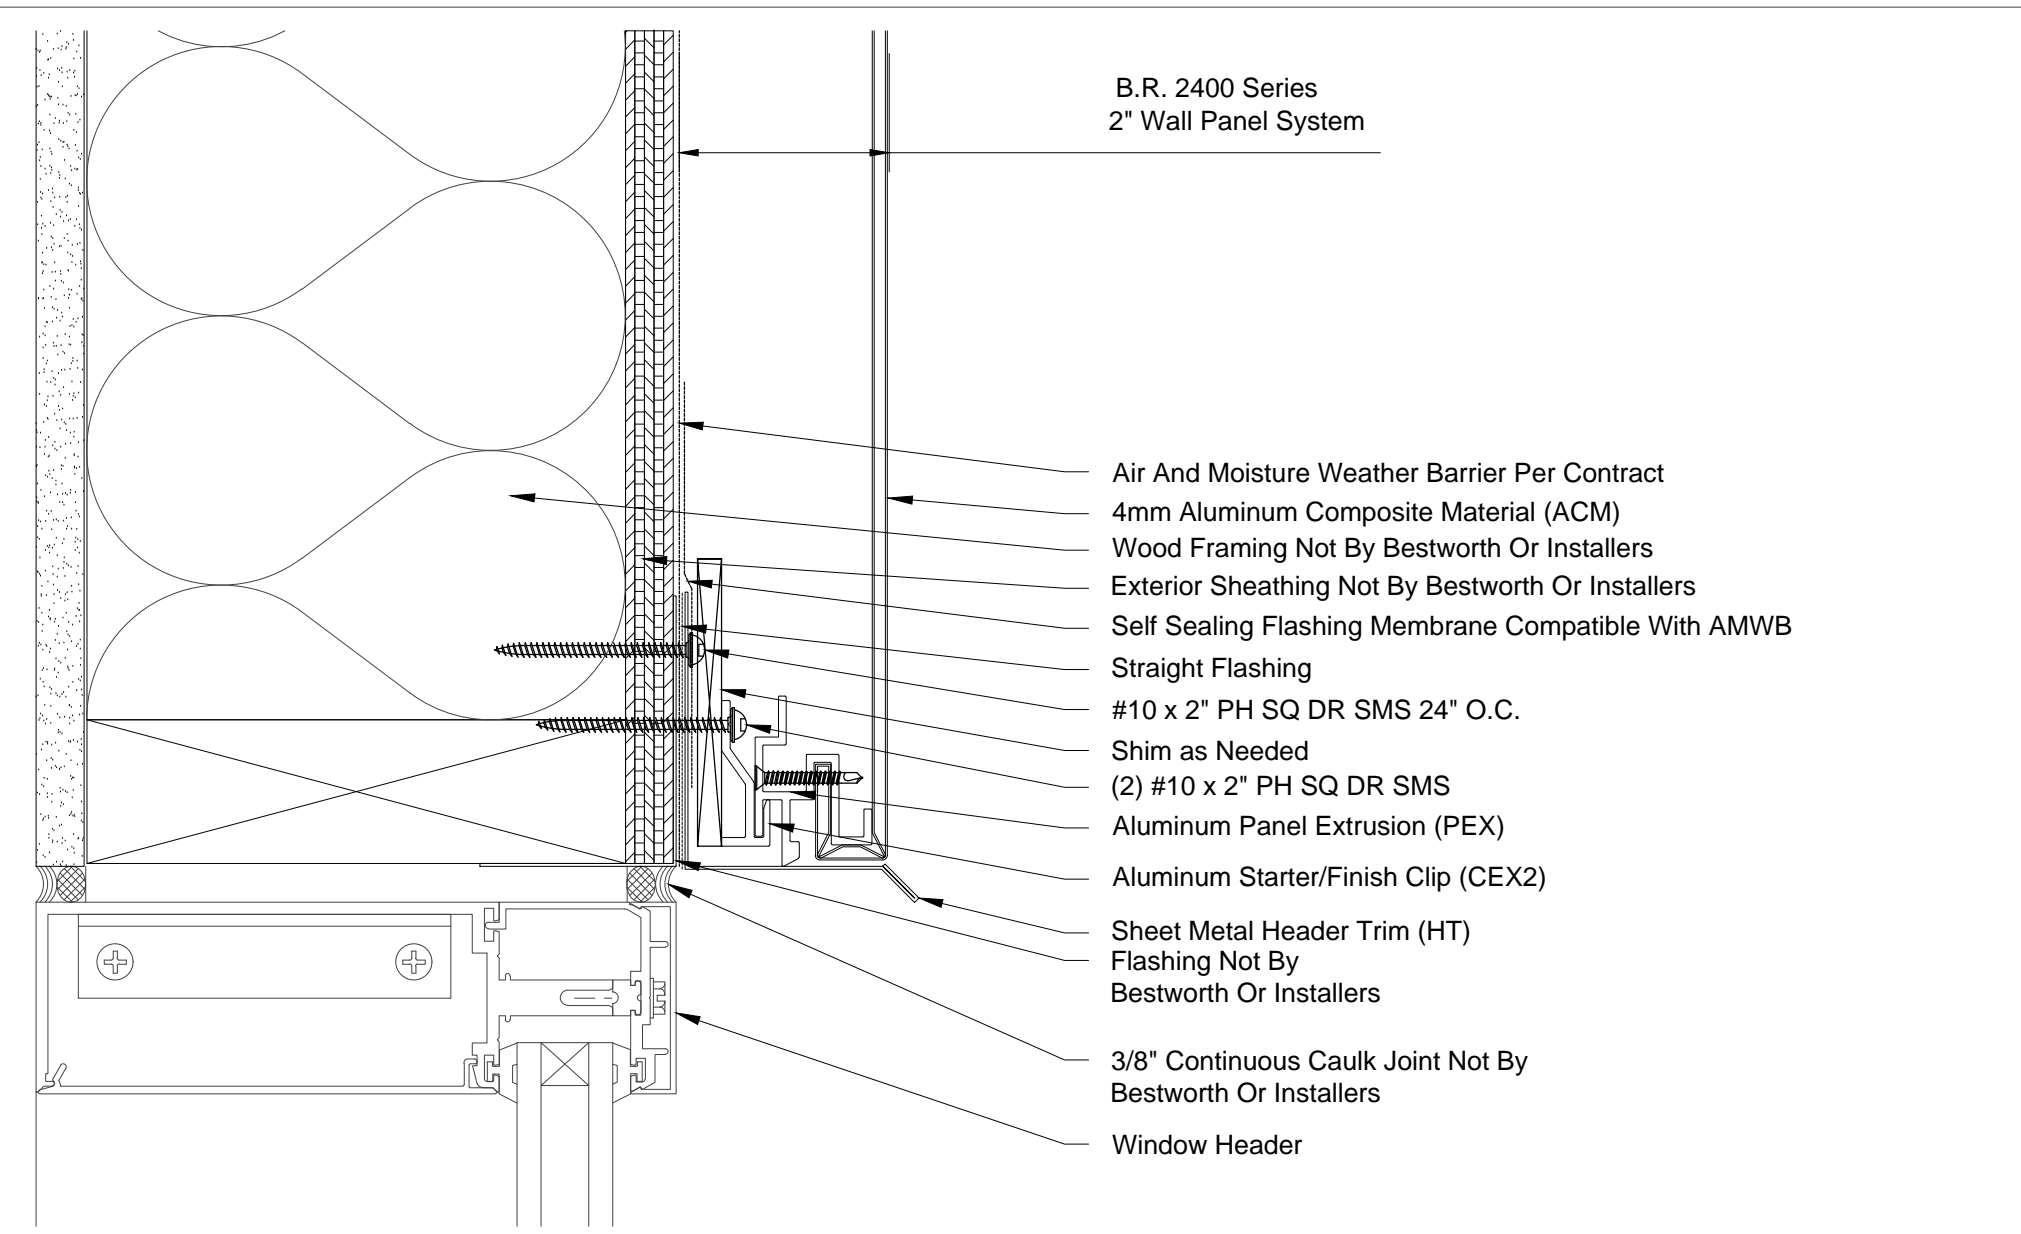 B.R. 2400 Series
2" Wall Panel System
Air And Moisture Weather Barrier Per Contract
4mm Aluminum Composite Material (ACM)
Wood Framing Not By Bestworth Or Installers
Exterior Sheathing Not By Bestworth Or Installers
Self Sealing Flashing Membrane Compatible With AMWB
Straight Flashing
#10 x 2" PH SQ DR SMS 24" O.C.
Shim as Needed
(2) #10 x 2" PH SQ DR SMS
Aluminum Panel Extrusion (PEX)
Aluminum Starter/Finish Clip (CEX2)
Sheet Metal Header Trim (HT)
Flashing Not By
Bestworth Or Installers
3/8" Continuous Caulk Joint Not By
Bestworth Or Installers
Window Header